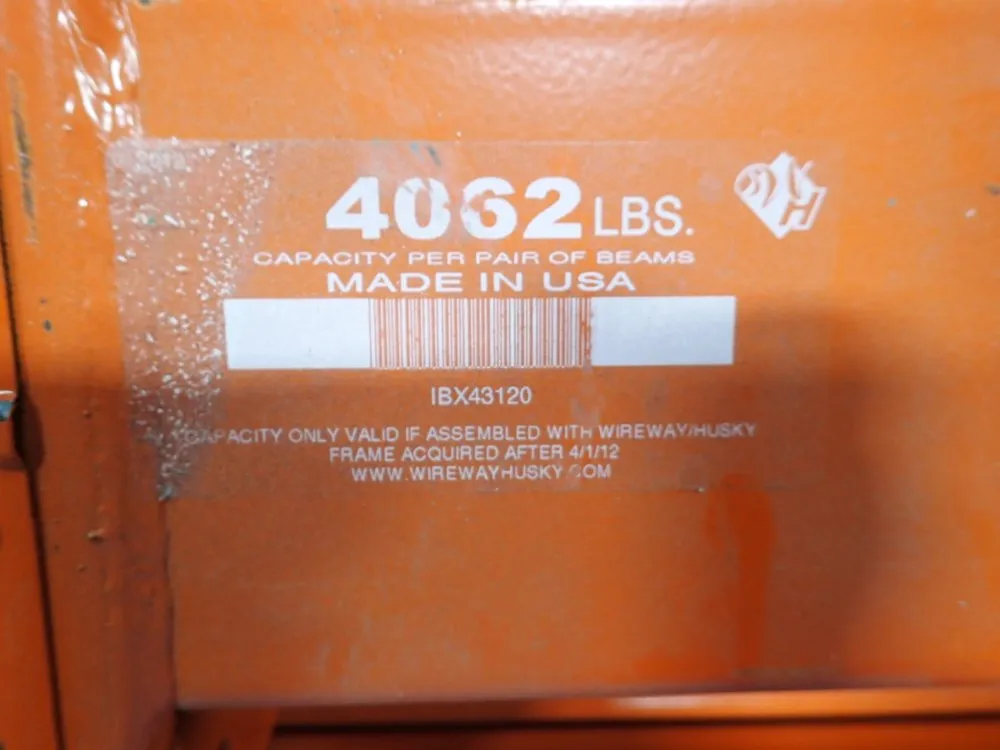 4062 LBS.
CAPACITY PER PAIR OF BEAMS
MADE IN USA
IBX43120
CAPACITY ONLY VALID IF ASSEMBLED WITH WIREWAY/HUSKY
FRAME ACQUIRED AFTER 4/1/12
WWW.WIREWAYHUSKY.COM